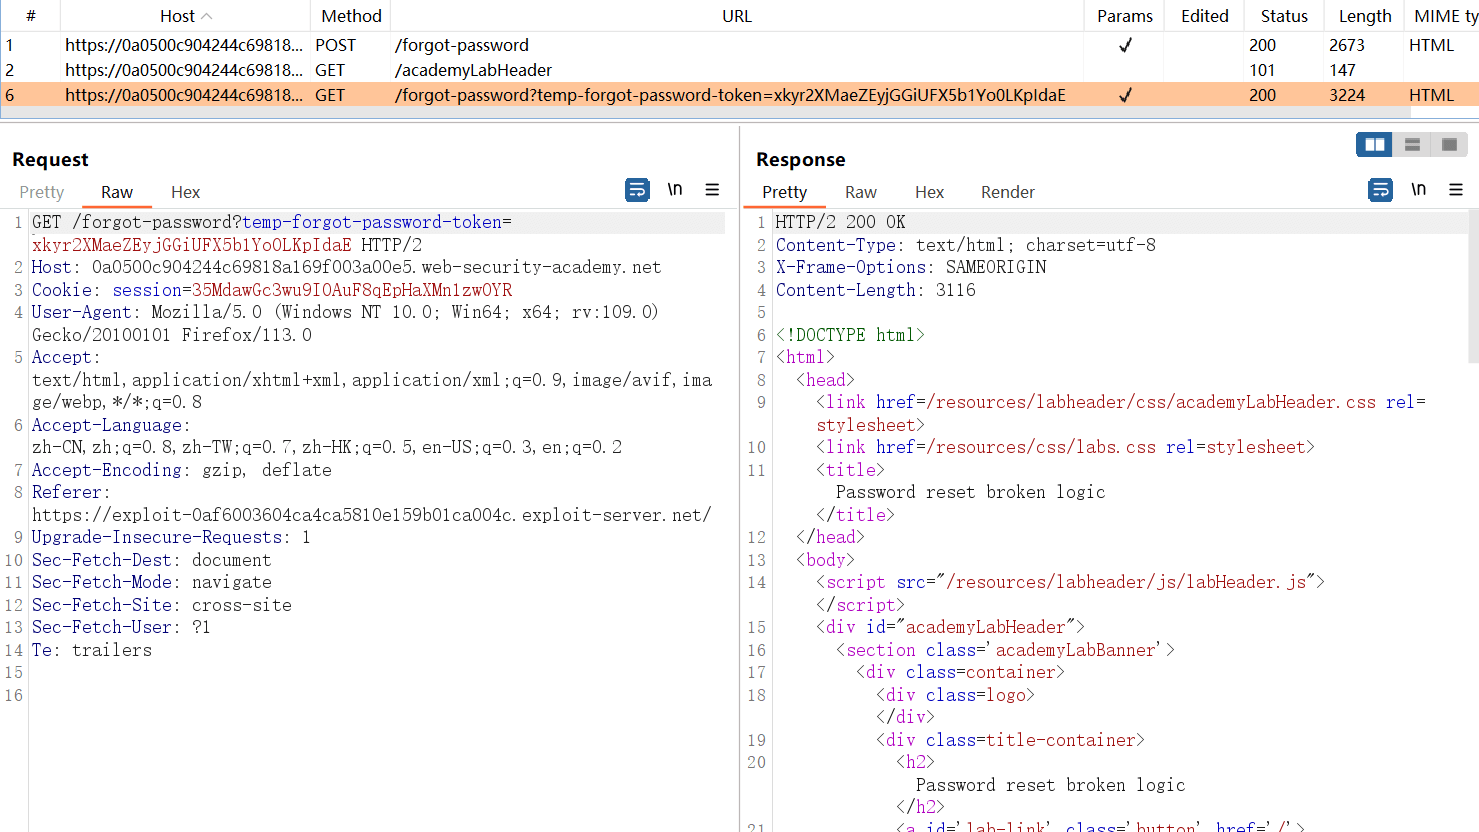 # Host Method URL Params Edited Status Length MIME ty
1 https://0a0500c904244c69818... POST /forgot-password ✓ 200 2673 HTML
2 https://0a0500c904244c69818... GET /academyLabHeader 101 147
6 https://0a0500c904244c69818... GET /forgot-password?temp-forgot-password-token=xkyr2XMaeZEyjGGiUFX5b1Yo0LKpIdaE ✓ 200 3224 HTML
Request
Pretty Raw Hex \n
1 GET /forgot-password?temp-forgot-password-token=
xkyr2XMaeZEyjGGiUFX5b1Yo0LKpIdaE HTTP/2
2 Host: 0a0500c904244c69818a169f003a00e5.web-security-academy.net
3 Cookie: session=35MdawGc3wu9I0AuF8qEpHaXMn1zwOYR
4 User-Agent: Mozilla/5.0 (Windows NT 10.0; Win64; x64; rv:109.0)
Gecko/20100101 Firefox/113.0
5 Accept:
text/html,application/xhtml+xml,application/xml;q=0.9,image/avif,ima
ge/webp,*/*;q=0.8
6 Accept-Language:
zh-CN,zh;q=0.8,zh-TW;q=0.7,zh-HK;q=0.5,en-US;q=0.3,en;q=0.2
7 Accept-Encoding: gzip, deflate
8 Referer:
https://exploit-0af6003604ca4ca5810e159b01ca004c.exploit-server.net/
9 Upgrade-Insecure-Requests: 1
10 Sec-Fetch-Dest: document
11 Sec-Fetch-Mode: navigate
12 Sec-Fetch-Site: cross-site
13 Sec-Fetch-User: ?1
14 Te: trailers
15
16
Response
Pretty Raw Hex Render \n
1 HTTP/2 200 OK
2 Content-Type: text/html; charset=utf-8
3 X-Frame-Options: SAMEORIGIN
4 Content-Length: 3116
5
6 <!DOCTYPE html>
7 <html>
8 <head>
9 <link href=/resources/labheader/css/academyLabHeader.css rel=
stylesheet>
10 <link href=/resources/css/labs.css rel=stylesheet>
11 <title>
Password reset broken logic
</title>
12 </head>
13 <body>
14 <script src="/resources/labheader/js/labHeader.js">
</script>
15 <div id="academyLabHeader">
16 <section class='academyLabBanner'>
17 <div class=container>
18 <div class=logo>
</div>
19 <div class=title-container>
20 <h2>
Password reset broken logic
</h2>
21 <a id='lab-link' class='button' href='/'>